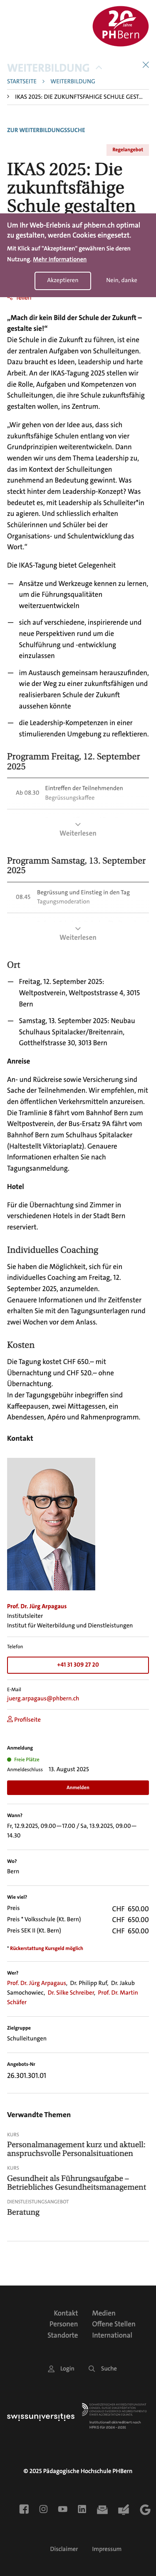 20 Jahre
PHBern
WEITERBILDUNG
STARTSEITE > WEITERBILDUNG
> IKAS 2025: DIE ZUKUNFTSFÄHIGE SCHULE GEST...
ZUR WEITERBILDUNGSSUCHE
Regelangebot
IKAS 2025: Die
zukunftsfähige
Schule gestalten
Um Ihr Web-Erlebnis auf phbern.ch optimal
zu gestalten, werden Cookies eingesetzt.
Mit Klick auf "Akzeptieren" gewähren Sie deren
Nutzung. Mehr Informationen
Akzeptieren Nein, danke
Teilen
„Mach dir kein Bild der Schule der Zukunft –
gestalte sie!“
Die Schule in die Zukunft zu führen, ist eine
der zentralen Aufgaben von Schulleitungen.
Dazu braucht es Leadership, Ideen und harte
Arbeit. An der IKAS-Tagung 2025 stellen wir
die Rolle, Aufgaben und Kompetenzen von
Schulleitungen, die eine zukunftsfähige Schule
tatkräftig gestalten wollen, ins Zentrum.
„Wir gehen von der Idee aus, dass sich
zukunftsfähige Schulen entlang von vier
Grundprinzipien orientieren. Daneben
wenden wir uns dem Thema Leadership zu,
das im Kontext der Schulleitungen
zunehmend an Bedeutung gewinnt. Was
steckt hinter dem Leadership-Konzept? Was
bedeutet es, Leadership als Schulleiter*in
zu zeigen? Und schliesslich erhalten
Schülerinnen und Schüler der
Organisation und des Schulumgangs das
Wort.“
Die IKAS-Tagung bietet Gelegenheit
— Ansätze und Werkzeuge kennen zu lernen,
um die Führungsqualitäten
weiterzuentwickeln
— sich auf verschiedene, inspirierende und
neue Perspektiven rund um die
Schulführung und -entwicklung
einzulassen
— im Austausch gemeinsam herauszufinden,
wie der Weg zu einer zukunftsfähigen und
realisierbaren Schule der Zukunft
aussehen könnte
— die Leadership-Kompetenzen in einer
stimulierenden Umgebung zu reflektieren.
Programm Freitag, 12. September
2025
Ab 08.30 Eintreffen der Teilnehmenden
Begrüssungskaffee
Weiterlesen
Programm Samstag, 13. September
2025
08.45 Begrüssung und Einstieg in den Tag
Tagungsmoderation
Weiterlesen
Ort
— Freitag, 12. September 2025:
Weltpostverein, Weltpoststrasse 4, 3015
Bern
— Samstag, 13. September 2025: Neubau
Schulhaus Spitalacker/Breitenrain,
Gotthelfstrasse 30, 3013 Bern
Anreise
An- und Rückreise sowie Versicherung sind
Sache der Teilnehmenden. Wir empfehlen, mit
den öffentlichen Verkehrsmitteln anzureisen.
Die Tramlinie 8 fährt vom Bahnhof Bern zum
Weltpostverein, der Bus-Ersatz 9A fährt vom
Bahnhof Bern zum Schulhaus Spitalacker
(Haltestellt Viktoriaplatz). Genauere
Informationen erhalten Sie nach
Tagungsanmeldung.
Hotel
Für die Übernachtung sind Zimmer in
verschiedenen Hotels in der Stadt Bern
reserviert.
Individuelles Coaching
Sie haben die Möglichkeit, sich für ein
individuelles Coaching am Freitag, 12.
September 2025, anzumelden.
Genauere Informationen und Ihr Zeitfenster
erhalten Sie mit den Tagungsunterlagen rund
zwei Wochen vor dem Anlass.
Kosten
Die Tagung kostet CHF 650.– mit
Übernachtung und CHF 520.– ohne
Übernachtung.
In der Tagungsgebühr inbegriffen sind
Kaffeepausen, zwei Mittagessen, ein
Abendessen, Apéro und Rahmenprogramm.
Kontakt
Prof. Dr. Jürg Arpagaus
Institutsleiter
Institut für Weiterbildung und Dienstleistungen
Telefon
+41 31 309 27 20
E-Mail
juerg.arpagaus@phbern.ch
Profilseite
Anmeldung
Freie Plätze
Anmeldeschluss 13. August 2025
Anmelden
Wann?
Fr, 12.9.2025, 09.00—17.00 / Sa, 13.9.2025, 09.00—
14.30
Wo?
Bern
Wie viel?
Preis CHF 650.00
Preis * Volksschule (Kt. Bern) CHF 650.00
Preis SEK II (Kt. Bern) CHF 650.00
* Rückerstattung Kursgeld möglich
Wer?
Prof. Dr. Jürg Arpagaus, Dr. Philipp Ruf, Dr. Jakub
Samochowiec, Dr. Silke Schreiber, Prof. Dr. Martin
Schäfer
Zielgruppe
Schulleitungen
Angebots-Nr
26.301.301.01
Verwandte Themen
KURS
Personalmanagement kurz und aktuell:
anspruchsvolle Personalsituationen
KURS
Gesundheit als Führungsaufgabe –
Betriebliches Gesundheitsmanagement
DIENSTLEISTUNGSANGEBOT
Beratung
Kontakt Medien
Personen Offene Stellen
Standorte International
Login Suche
swissuniversities
© 2025 Pädagogische Hochschule PHBern
Disclaimer Impressum